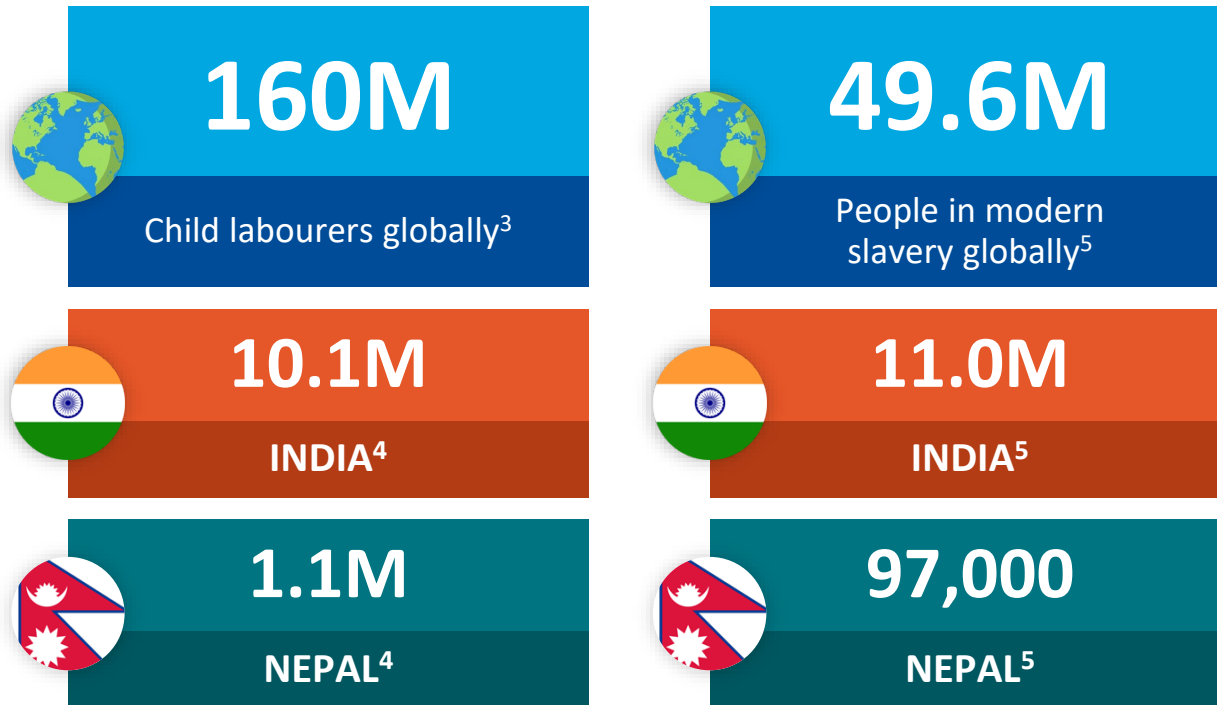 160M
Child labourers globally³
49.6M
People in modern
slavery globally⁵
10.1M
INDIA⁴
11.0M
INDIA⁵
1.1M
NEPAL⁴
97,000
NEPAL⁵